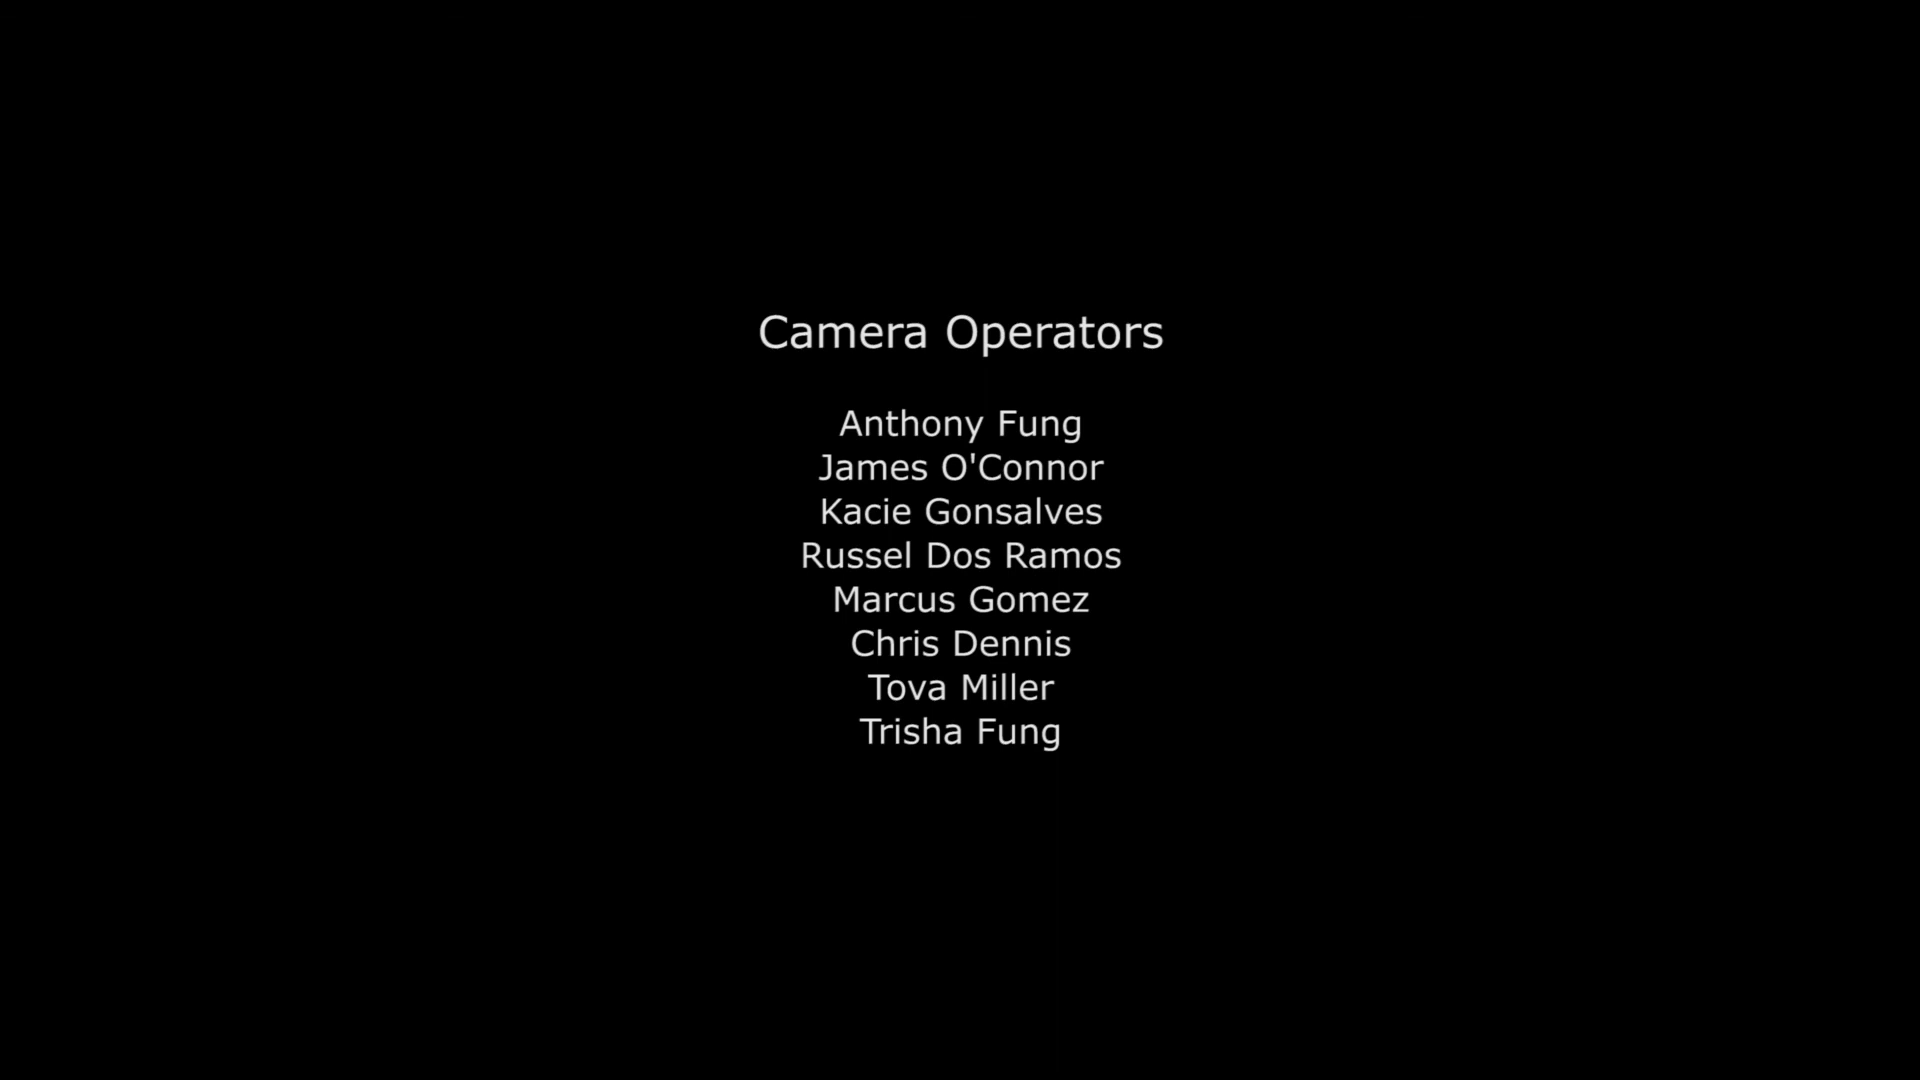 Camera Operators
Anthony Fung
James O'Connor
Kacie Gonsalves
Russel Dos Ramos
Marcus Gomez
Chris Dennis
Tova Miller
Trisha Fung